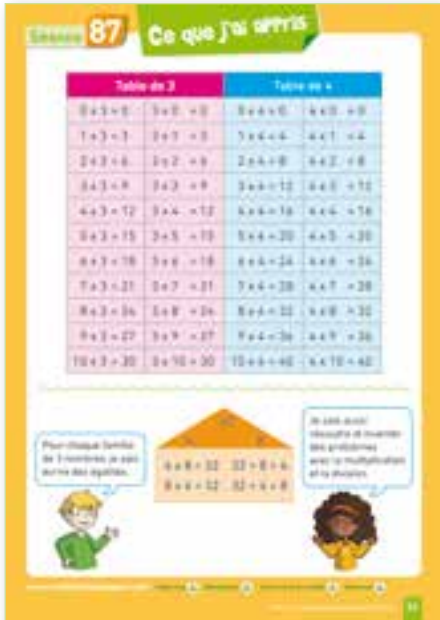 Séance 87 Ce que j'ai appris
Table de 3 Table de 4
0 x 3 = 0 3 x 0 = 0 0 x 4 = 0 4 x 0 = 0
1 x 3 = 3 3 x 1 = 3 1 x 4 = 4 4 x 1 = 4
2 x 3 = 6 3 x 2 = 6 2 x 4 = 8 4 x 2 = 8
3 x 3 = 9 3 x 3 = 9 3 x 4 = 12 4 x 3 = 12
4 x 3 = 12 3 x 4 = 12 4 x 4 = 16 4 x 4 = 16
5 x 3 = 15 3 x 5 = 15 5 x 4 = 20 4 x 5 = 20
6 x 3 = 18 3 x 6 = 18 6 x 4 = 24 4 x 6 = 24
7 x 3 = 21 3 x 7 = 21 7 x 4 = 28 4 x 7 = 28
8 x 3 = 24 3 x 8 = 24 8 x 4 = 32 4 x 8 = 32
9 x 3 = 27 3 x 9 = 27 9 x 4 = 36 4 x 9 = 36
10 x 3 = 30 3 x 10 = 30 10 x 4 = 40 4 x 10 = 40
Pour chaque famille
de 3 nombres, je sais
écrire des égalités.
4 x 8 = 32 32 ÷ 8 = 4
8 x 4 = 32 32 ÷ 4 = 8
Je sais aussi
résoudre et inventer
des problèmes
avec la multiplication
et la division.